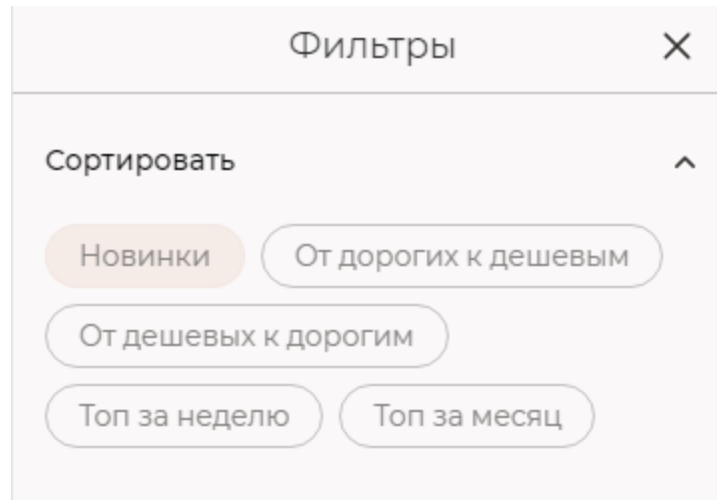 Фильтры
Сортировать
Новинки От дорогих к дешевым
От дешевых к дорогим
Топ за неделю Топ за месяц